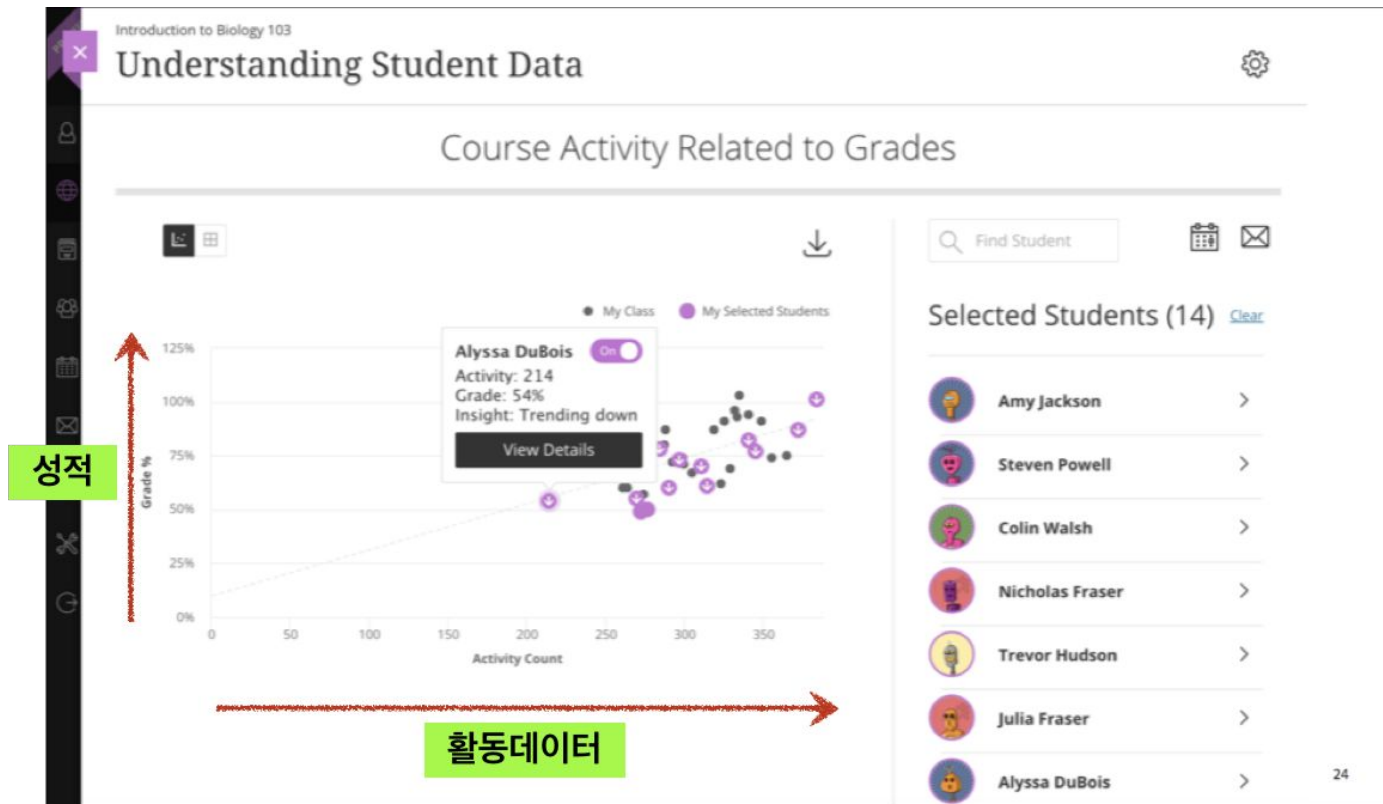 Introduction to Biology 103
Understanding Student Data
Course Activity Related to Grades
Find Student
My Class
My Selected Students
Selected Students (14) Clear
Alyssa DuBois On
Activity: 214
Grade: 54%
Insight: Trending down
View Details
125%
100%
75%
50%
25%
0%
Grade %
성적
0 50 100 150 200 250 300 350
Activity Count
활동데이터
Amy Jackson
Steven Powell
Colin Walsh
Nicholas Fraser
Trevor Hudson
Julia Fraser
Alyssa DuBois
24